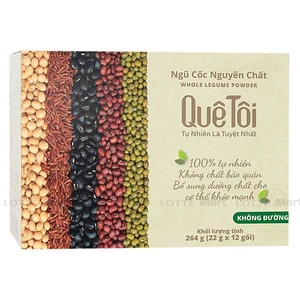 Ngũ Cốc Nguyên Chất
WHOLE LEGUME POWDER
Quê Tôi
Tự Nhiên Là Tuyệt Nhất
100% tự nhiên
Không chất bảo quản
Bổ sung dưỡng chất cho
cơ thể khỏe mạnh
KHÔNG ĐƯỜNG
Khối lượng tịnh
264 g (22 g x 12 gói)
LOTTE Mart